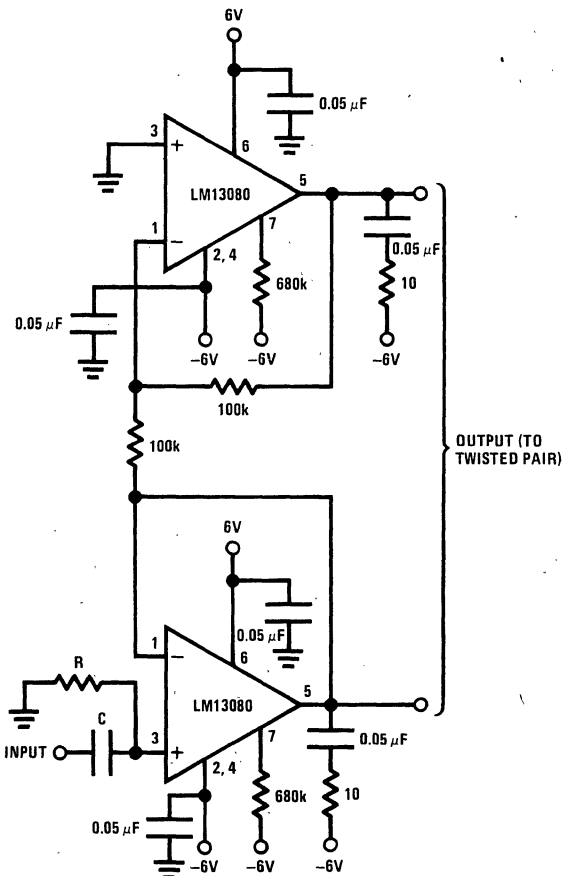 6V
0.05 μF
3
+
6
LM13080
5
1
−
7
2, 4
0.05 μF
680k
10
0.05 μF
−6V
−6V
−6V
100k
100k
OUTPUT (TO
TWISTED PAIR)
6V
0.05 μF
1
−
6
R
LM13080
5
C
7
0.05 μF
INPUT
3
+
2, 4
680k
10
0.05 μF
−6V
−6V
−6V